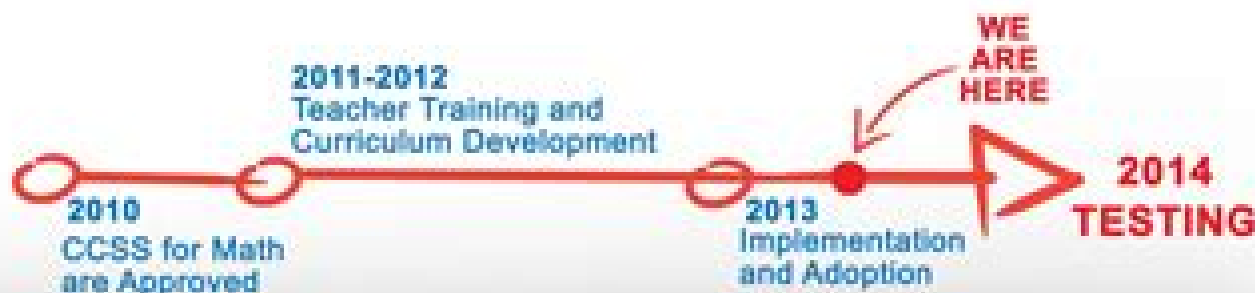 2010
CCSS for Math
are Approved
2011-2012
Teacher Training and
Curriculum Development
2013
Implementation
and Adoption
WE
ARE
HERE
2014
TESTING